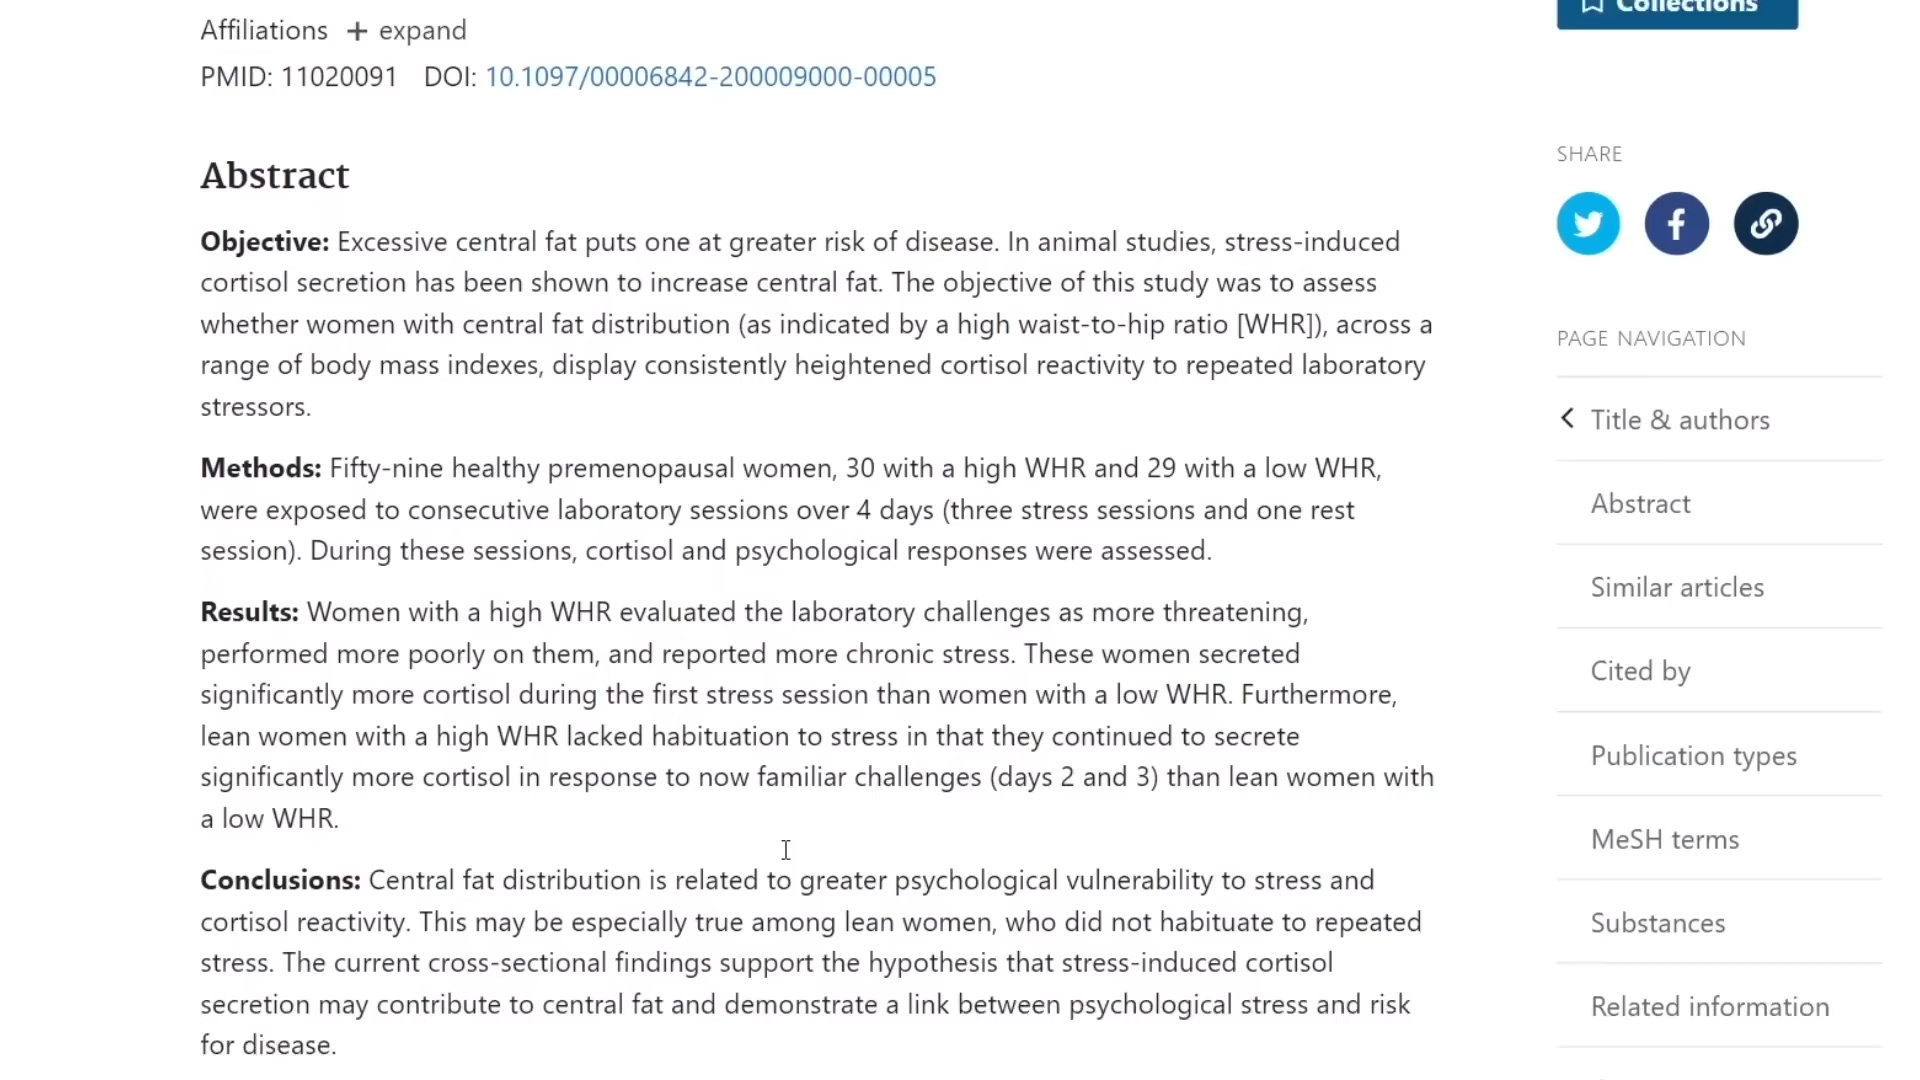 Collections
Affiliations + expand
PMID: 11020091 DOI: 10.1097/00006842-200009000-00005
Abstract
Objective: Excessive central fat puts one at greater risk of disease. In animal studies, stress-induced
cortisol secretion has been shown to increase central fat. The objective of this study was to assess
whether women with central fat distribution (as indicated by a high waist-to-hip ratio [WHR]), across a
range of body mass indexes, display consistently heightened cortisol reactivity to repeated laboratory
stressors.
Methods: Fifty-nine healthy premenopausal women, 30 with a high WHR and 29 with a low WHR,
were exposed to consecutive laboratory sessions over 4 days (three stress sessions and one rest
session). During these sessions, cortisol and psychological responses were assessed.
Results: Women with a high WHR evaluated the laboratory challenges as more threatening,
performed more poorly on them, and reported more chronic stress. These women secreted
significantly more cortisol during the first stress session than women with a low WHR. Furthermore,
lean women with a high WHR lacked habituation to stress in that they continued to secrete
significantly more cortisol in response to now familiar challenges (days 2 and 3) than lean women with
a low WHR.
Conclusions: Central fat distribution is related to greater psychological vulnerability to stress and
cortisol reactivity. This may be especially true among lean women, who did not habituate to repeated
stress. The current cross-sectional findings support the hypothesis that stress-induced cortisol
secretion may contribute to central fat and demonstrate a link between psychological stress and risk
for disease.
SHARE
PAGE NAVIGATION
Title & authors
Abstract
Similar articles
Cited by
Publication types
MeSH terms
Substances
Related information